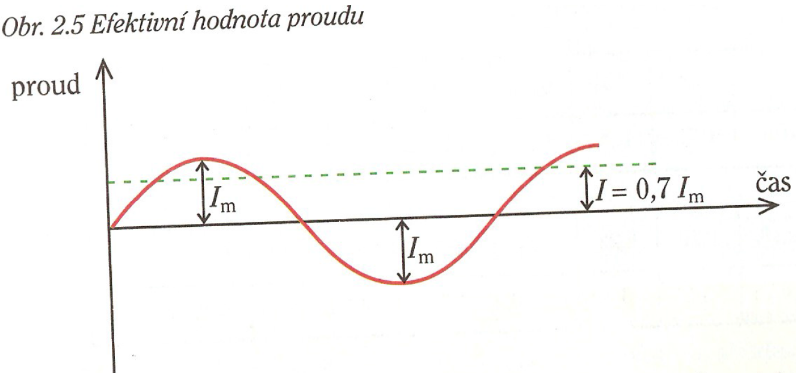 Obr. 2.5 Efektivní hodnota proudu
proud
Im
Im
I = 0,7 Im
čas